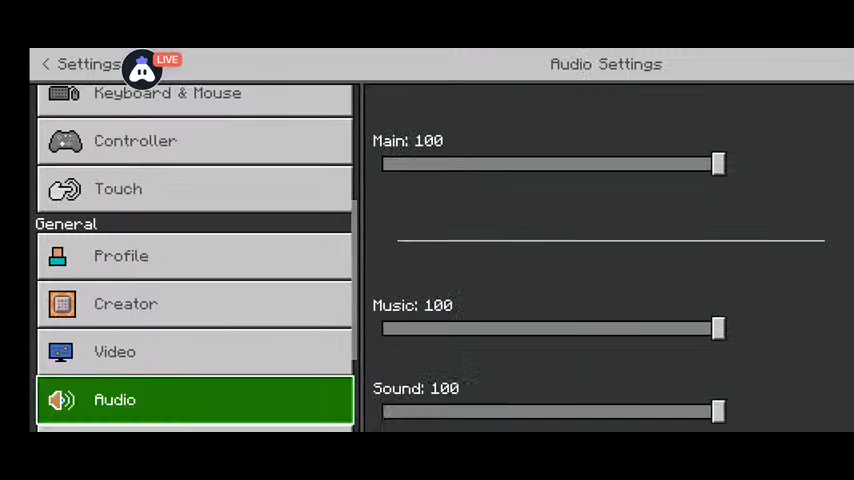 < Settings
LIVE
Audio Settings
Keyboard & Mouse
Controller
Touch
General
Profile
Creator
Video
Audio
Main: 100
Music: 100
Sound: 100